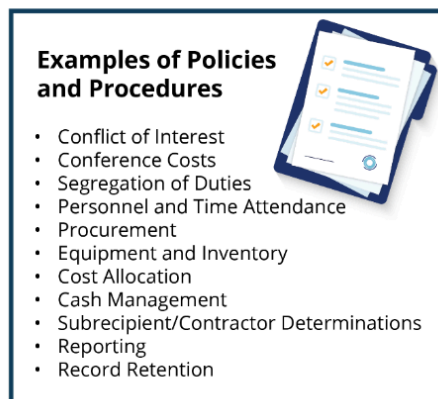 Examples of Policies
and Procedures
• Conflict of Interest
• Conference Costs
• Segregation of Duties
• Personnel and Time Attendance
• Procurement
• Equipment and Inventory
• Cost Allocation
• Cash Management
• Subrecipient/Contractor Determinations
• Reporting
• Record Retention